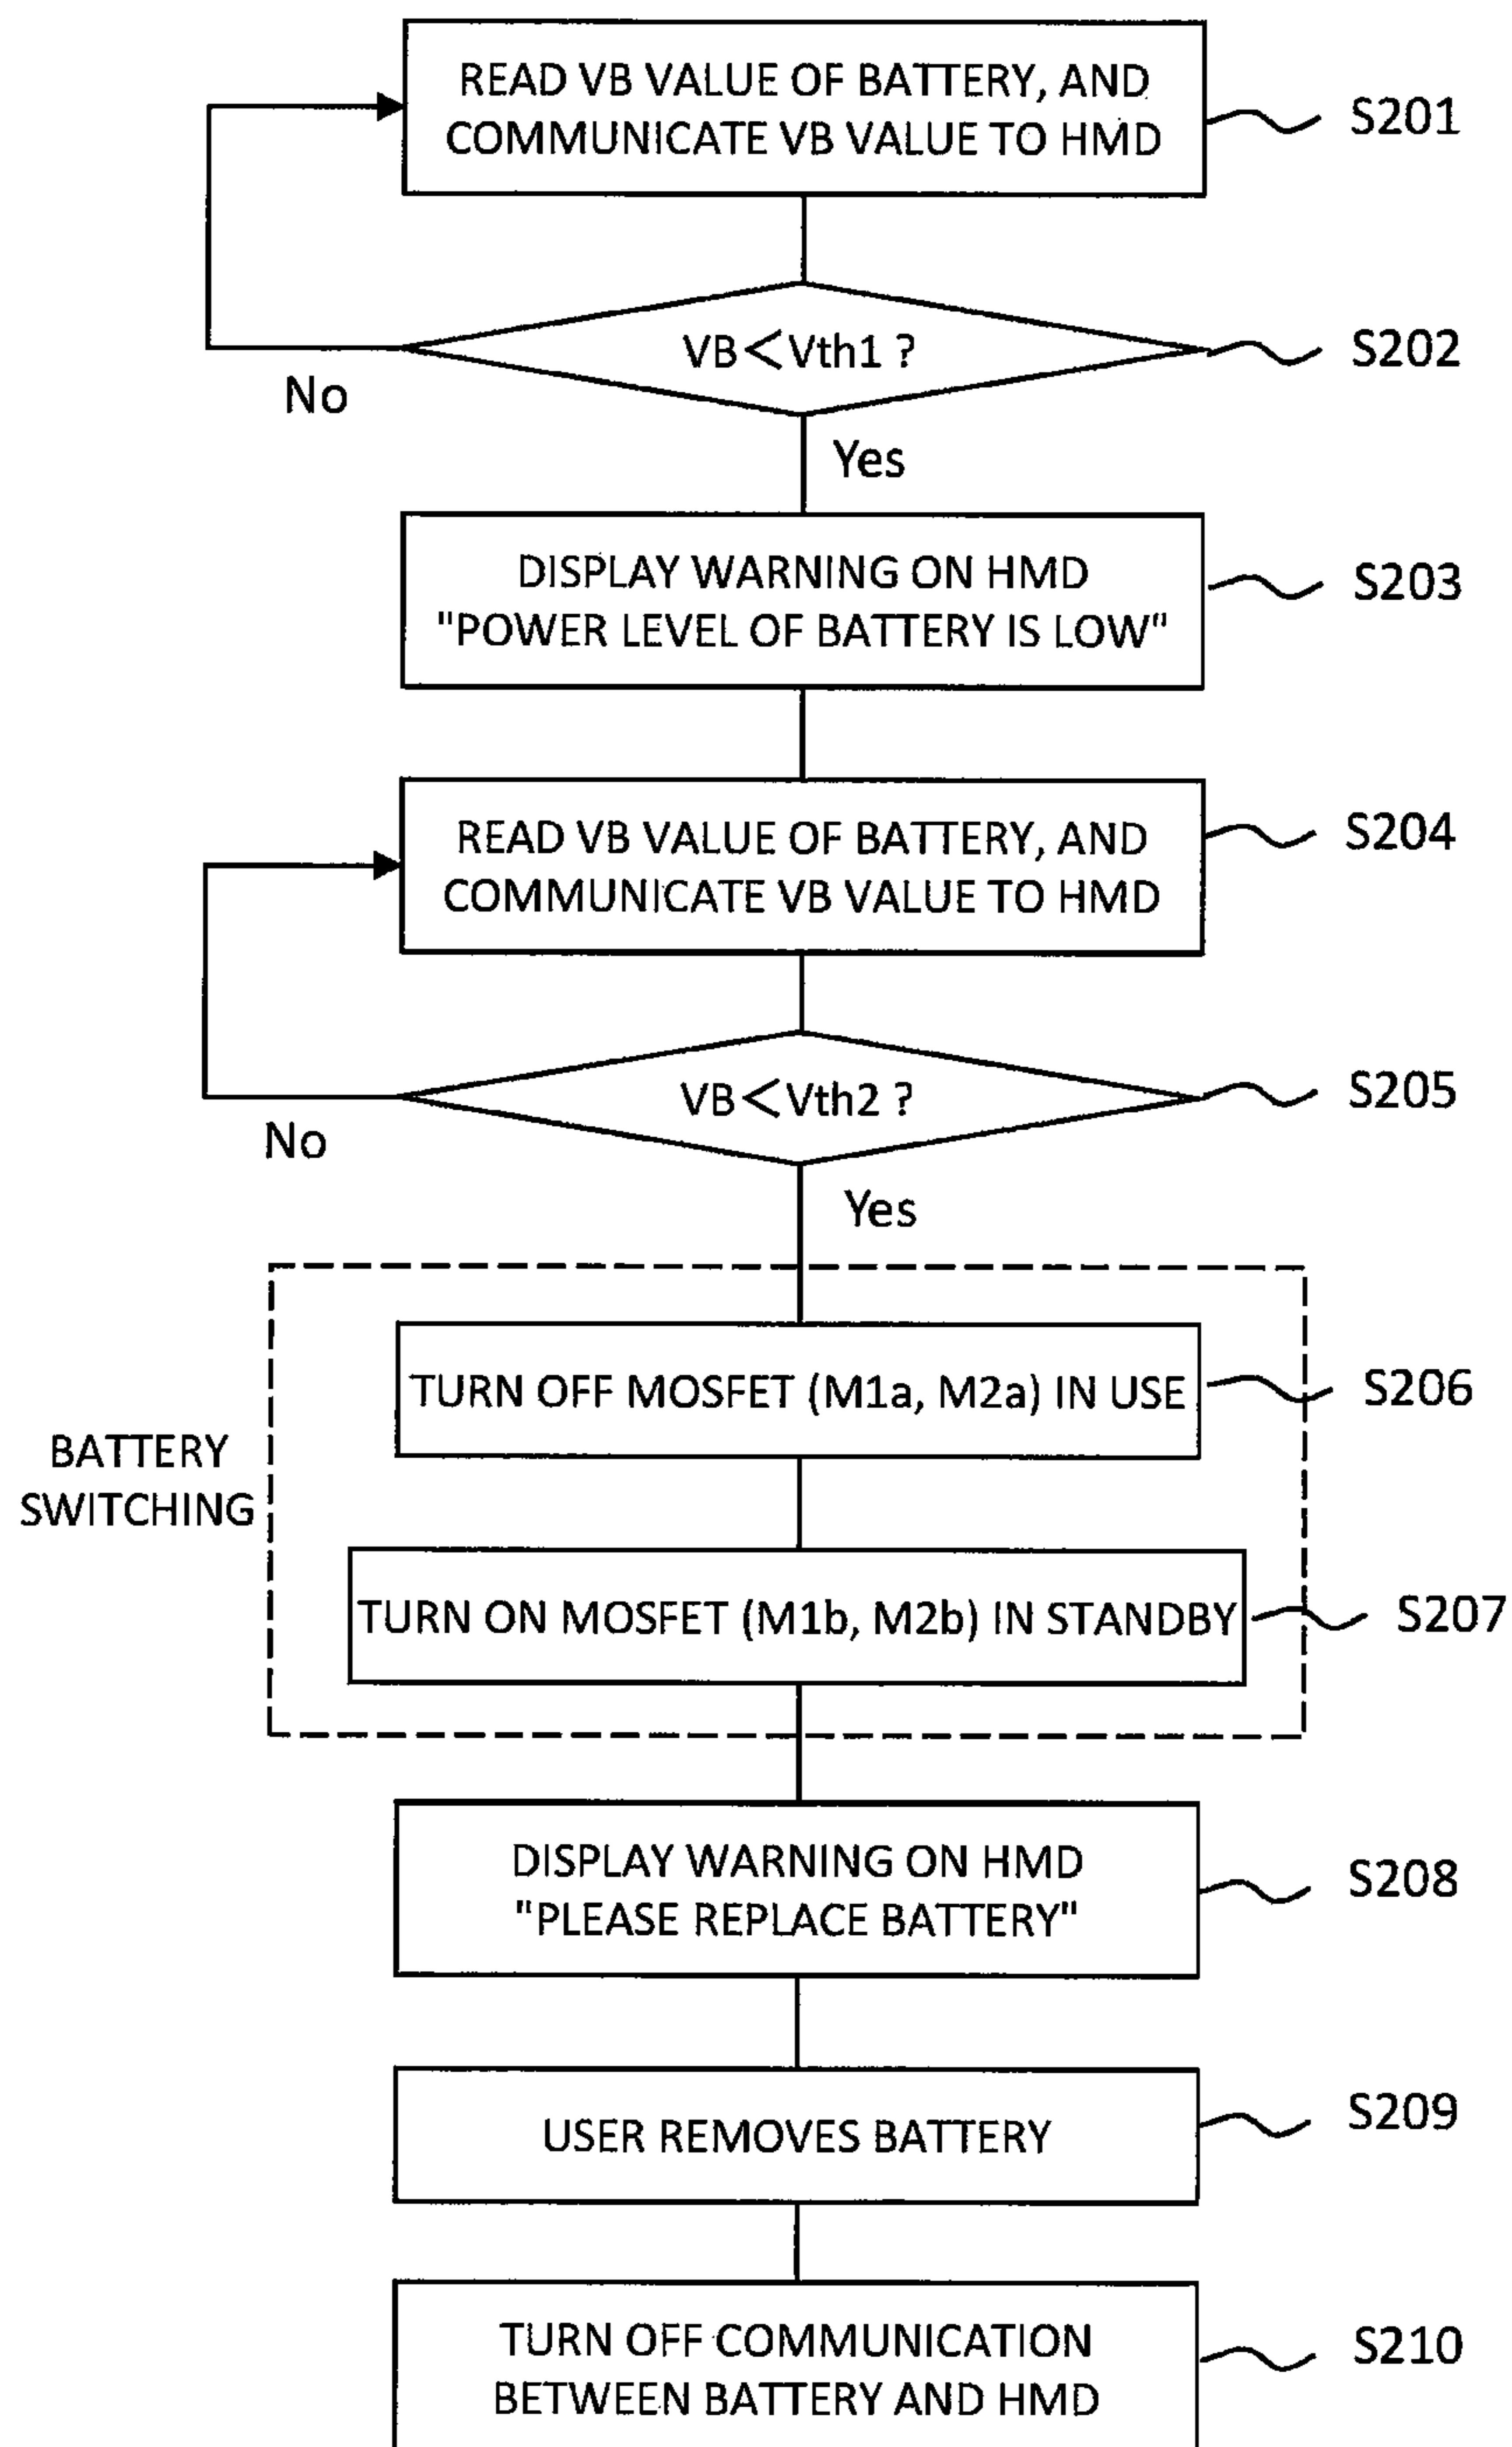 READ VB VALUE OF BATTERY, AND
COMMUNICATE VB VALUE TO HMD
S201
VB<Vth1 ?
S202
No
Yes
DISPLAY WARNING ON HMD
"POWER LEVEL OF BATTERY IS LOW"
S203
READ VB VALUE OF BATTERY, AND
COMMUNICATE VB VALUE TO HMD
S204
VB<Vth2 ?
S205
No
Yes
BATTERY
SWITCHING
TURN OFF MOSFET (M1a, M2a) IN USE
S206
TURN ON MOSFET (M1b, M2b) IN STANDBY
S207
DISPLAY WARNING ON HMD
"PLEASE REPLACE BATTERY"
S208
USER REMOVES BATTERY
S209
TURN OFF COMMUNICATION
BETWEEN BATTERY AND HMD
S210